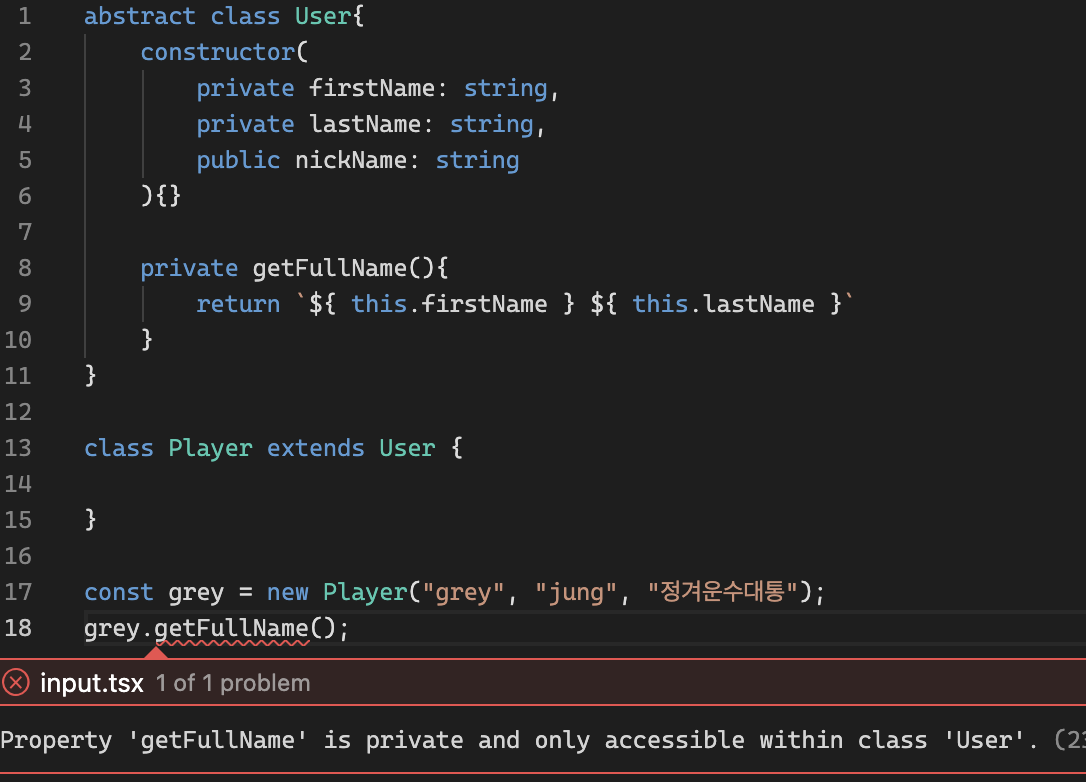 1 abstract class User{
2 constructor(
3 private firstName: string,
4 private lastName: string,
5 public nickName: string
6 ){}
7
8 private getFullName(){
9 return `${ this.firstName } ${ this.lastName }`
10 }
11 }
12
13 class Player extends User {
14
15 }
16
17 const grey = new Player("grey", "jung", "정겨운수대통");
18 grey.getFullName();
input.tsx 1 of 1 problem
Property 'getFullName' is private and only accessible within class 'User'.